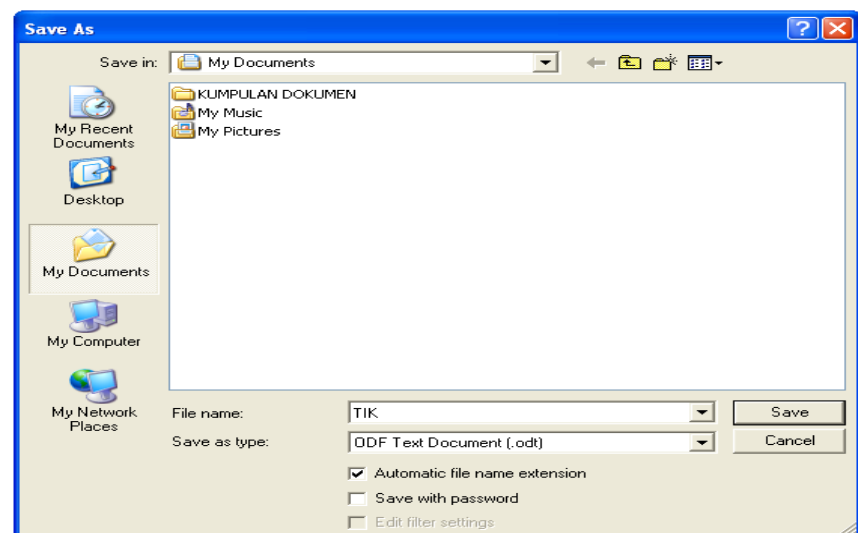 Save As
Save in:
My Documents
KUMPULAN DOKUMEN
My Music
My Pictures
My Recent
Documents
Desktop
My Documents
My Computer
My Network
Places
File name:
TIK
Save
Save as type:
ODF Text Document (.odt)
Cancel
Automatic file name extension
Save with password
Edit filter settings